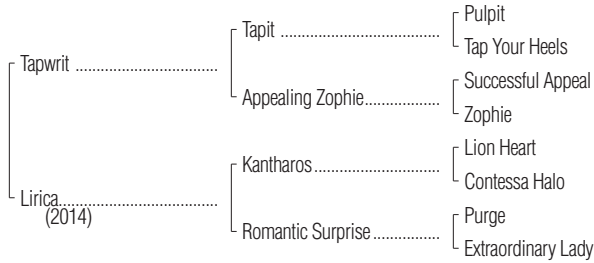 Pulpit
Tapit ........................................
Tap Your Heels
Tapwrit ....................................
Successful Appeal
Appealing Zophie...................
Zophie
Lion Heart
Kantharos................................
Contessa Halo
Lirica........................................
(2014)
Purge
Romantic Surprise.................
Extraordinary Lady